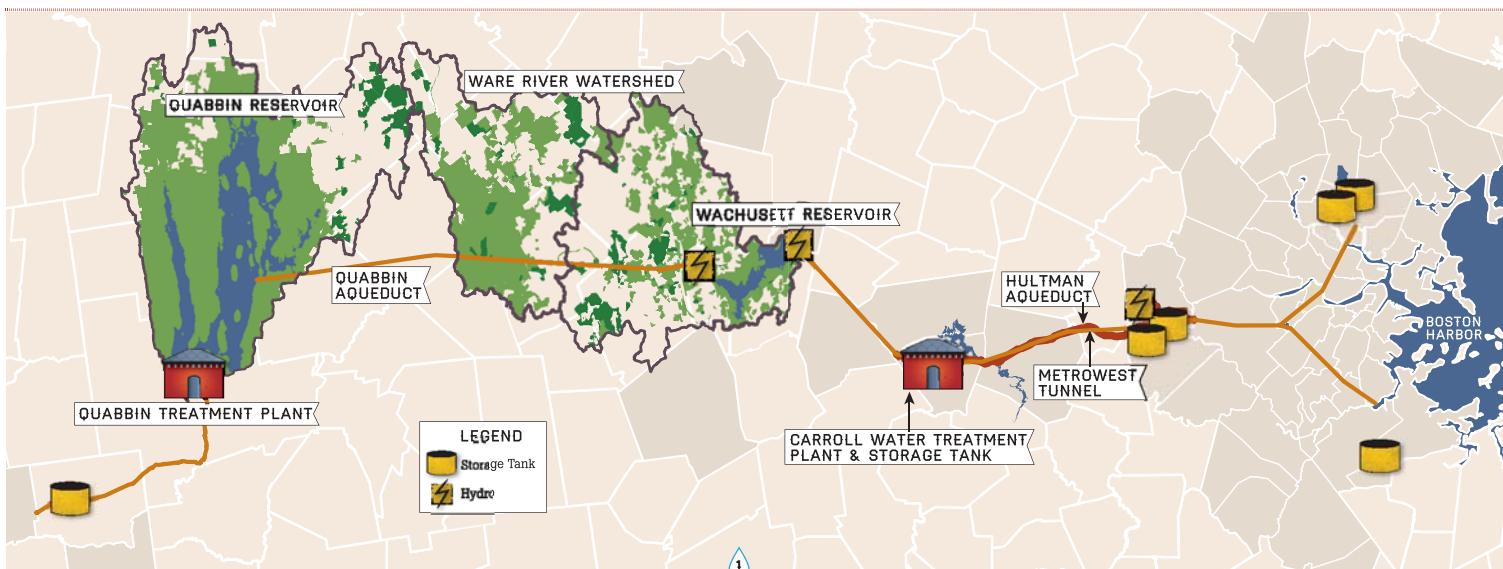 WARE RIVER WATERSHED
QUABBIN RESERVOIR
WACHUSETT RESERVOIR
QUABBIN
AQUEDUCT
HULTMAN
AQUEDUCT
BOSTON
HARBOR
METROWEST
TUNNEL
QUABBIN TREATMENT PLANT
CARROLL WATER TREATMENT
PLANT & STORAGE TANK
LEGEND
Storage Tank
Hydro
1